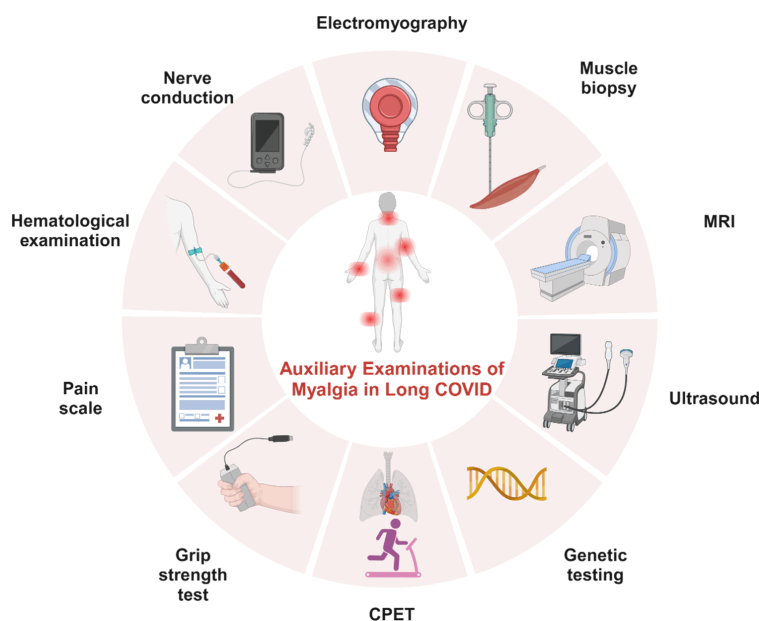 Electromyography
Muscle
biopsy
MRI
Ultrasound
Genetic
testing
CPET
Grip
strength
test
Pain
scale
Hematological
examination
Nerve
conduction
Auxiliary Examinations of
Myalgia in Long COVID